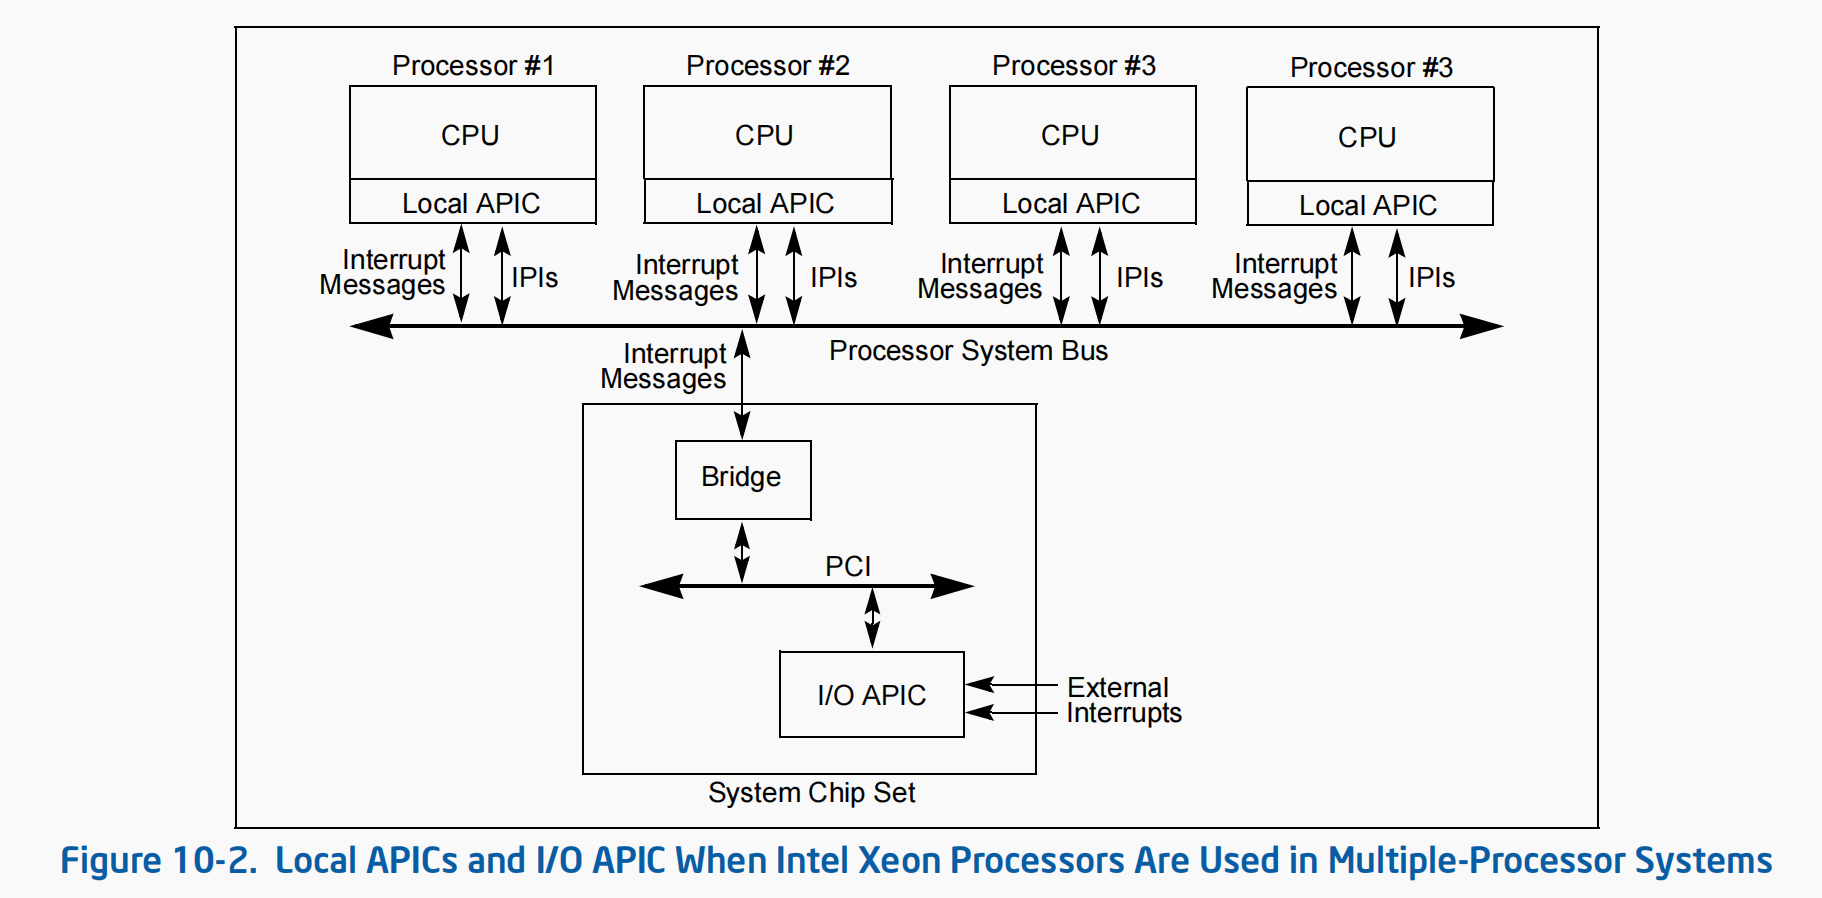 Processor #1
Processor #2
Processor #3
Processor #3
CPU
CPU
CPU
CPU
Local APIC
Local APIC
Local APIC
Local APIC
Interrupt
Messages
IPIs
Interrupt
Messages
IPIs
Interrupt
Messages
IPIs
Interrupt
Messages
IPIs
Processor System Bus
Interrupt
Messages
Bridge
PCI
I/O APIC
External
Interrupts
System Chip Set
Figure 10-2. Local APICs and I/O APIC When Intel Xeon Processors Are Used in Multiple-Processor Systems